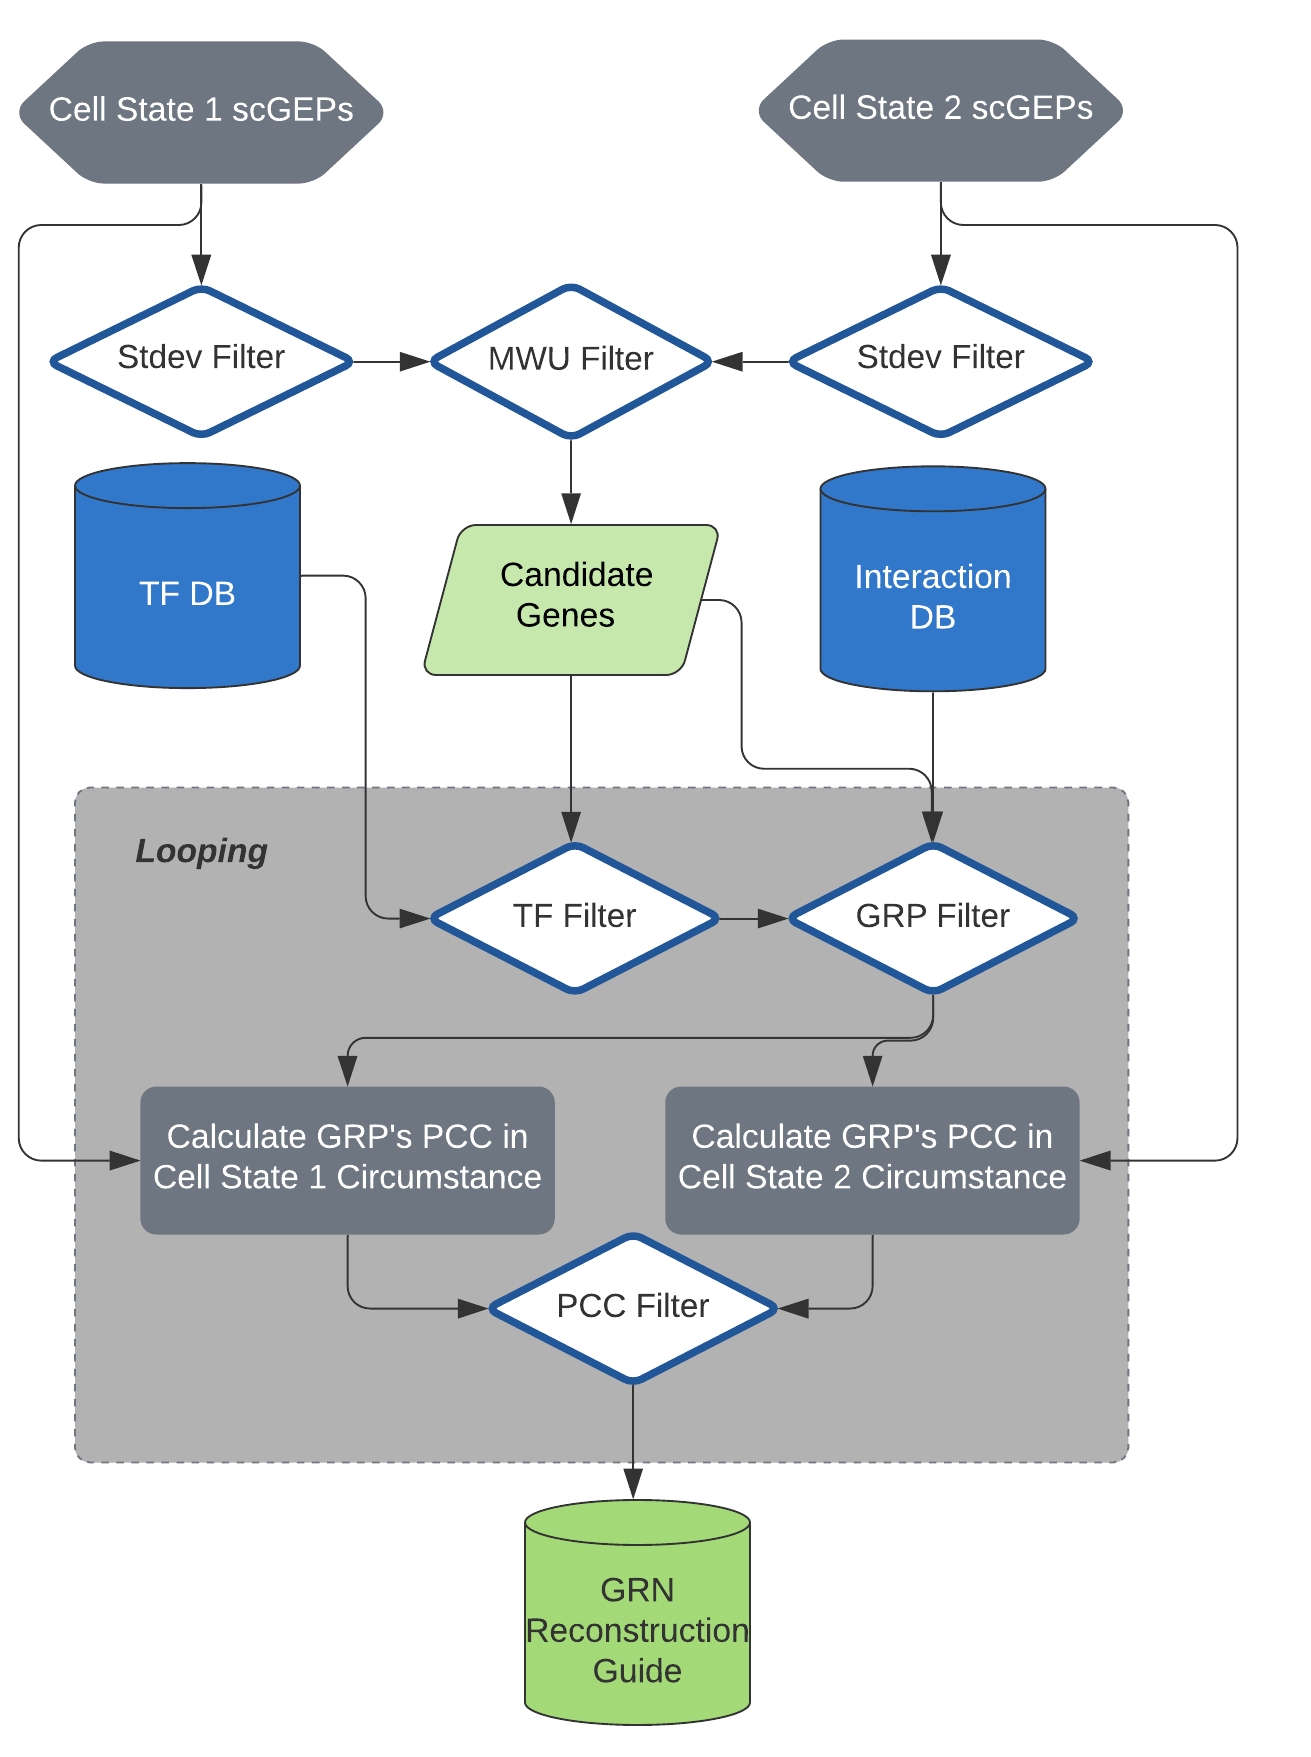 Cell State 1 scGEPs
Cell State 2 scGEPs
Stdev Filter
MWU Filter
Stdev Filter
TF DB
Candidate
Genes
Interaction
DB
Looping
TF Filter
GRP Filter
Calculate GRP's PCC in
Cell State 1 Circumstance
Calculate GRP's PCC in
Cell State 2 Circumstance
PCC Filter
GRN
Reconstruction
Guide